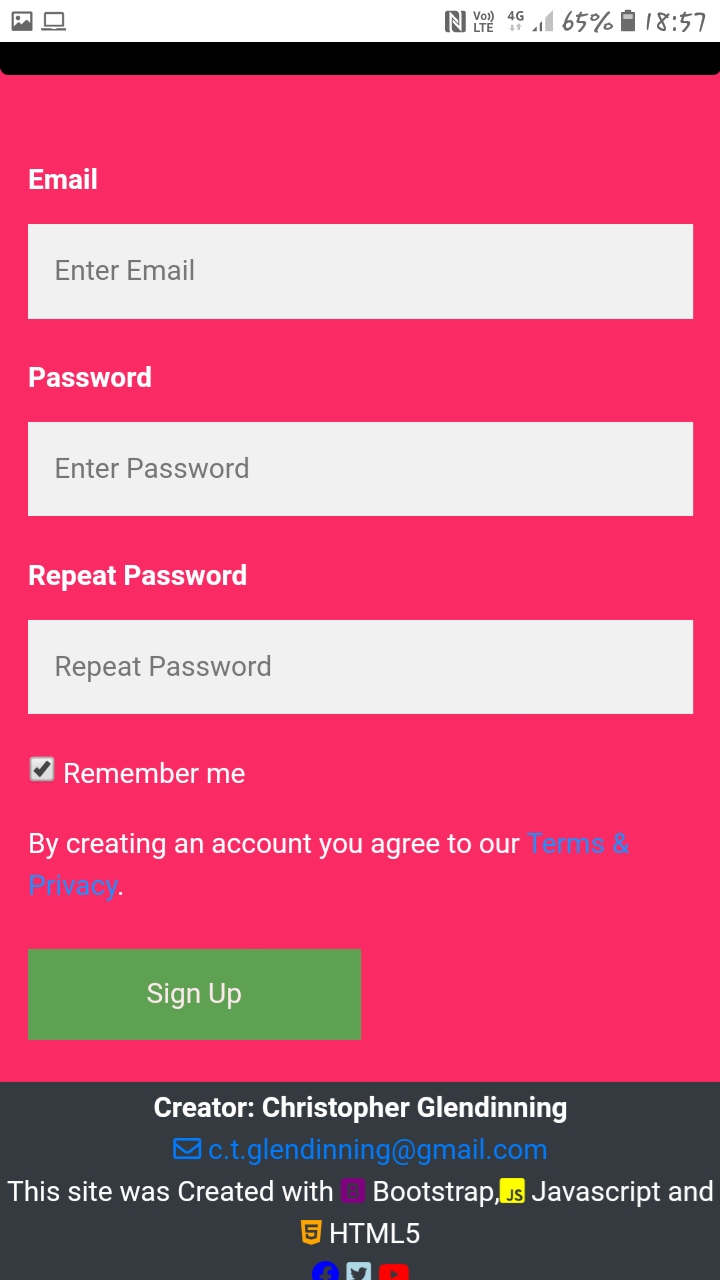 Vo)) LTE 4G 65% 18:57
Email
Enter Email
Password
Enter Password
Repeat Password
Repeat Password
Remember me
By creating an account you agree to our Terms &
Privacy.
Sign Up
Creator: Christopher Glendinning
c.t.glendinning@gmail.com
This site was Created with B Bootstrap,JS Javascript and
5 HTML5